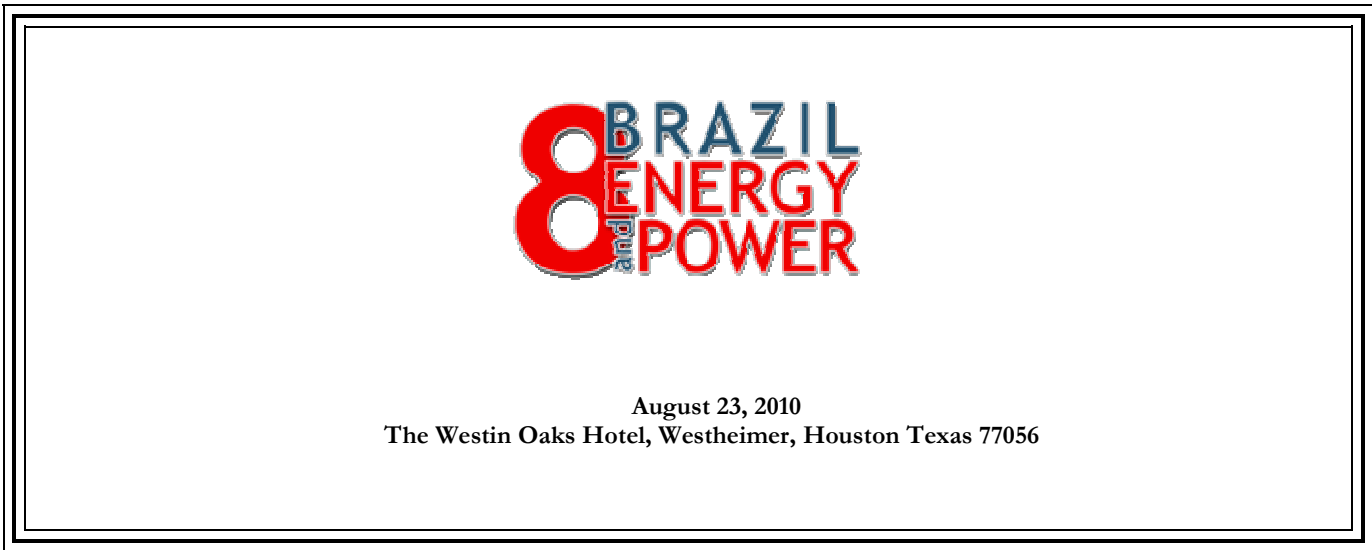 8 BRAZIL
ENERGY
and POWER
August 23, 2010
The Westin Oaks Hotel, Westheimer, Houston Texas 77056